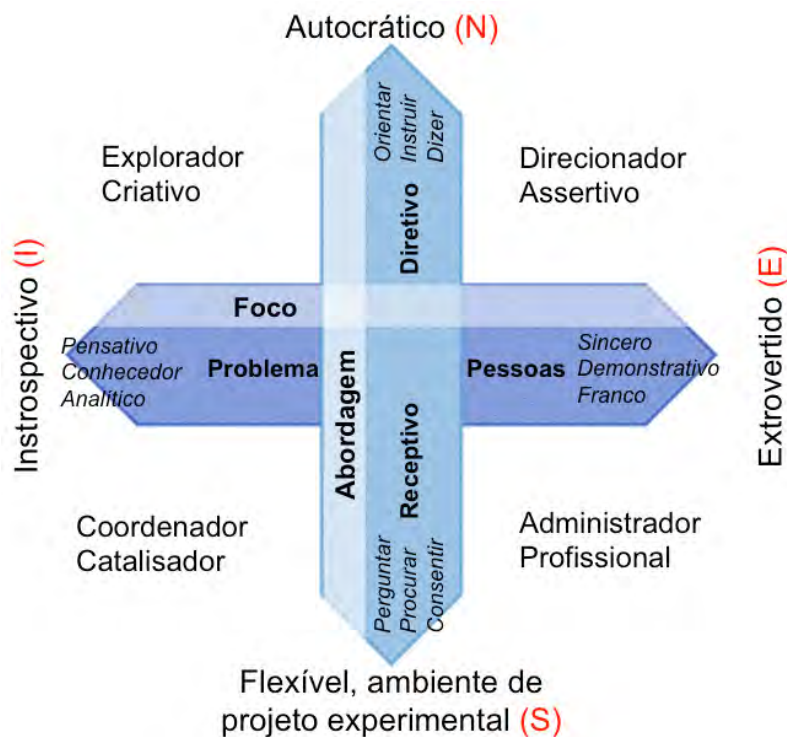 Autocrático (N)
Orientar
Instruir
Dizer
Diretivo
Explorador
Criativo
Direcionador
Assertivo
Instrospectivo (I)
Foco
Pensativo
Conhecedor
Analítico
Problema
Abordagem
Pessoas
Sincero
Demonstrativo
Franco
Extrovertido (E)
Receptivo
Perguntar
Procurar
Consentir
Coordenador
Catalisador
Administrador
Profissional
Flexível, ambiente de
projeto experimental (S)